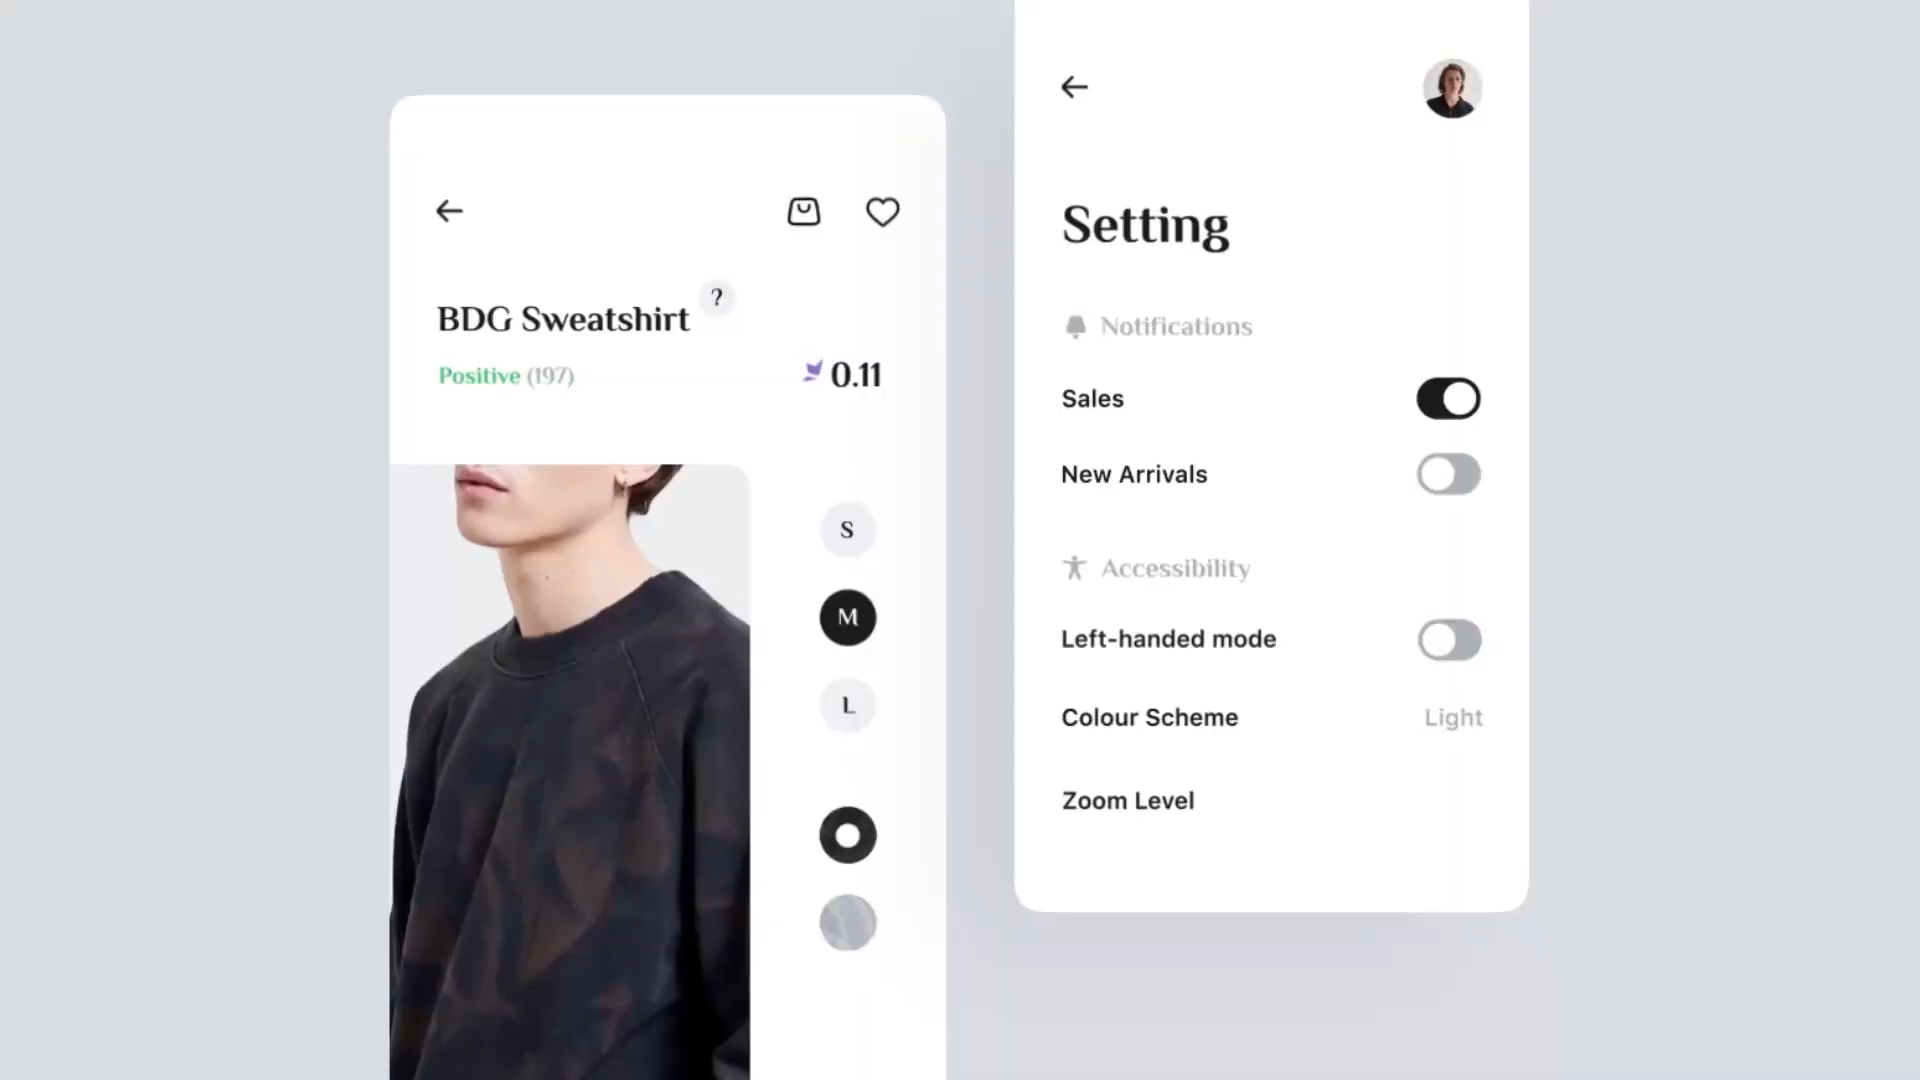 ?
BDG Sweatshirt
Positive (197)
0.11
S
M
L
Setting
Notifications
Sales
New Arrivals
Accessibility
Left-handed mode
Colour Scheme
Light
Zoom Level